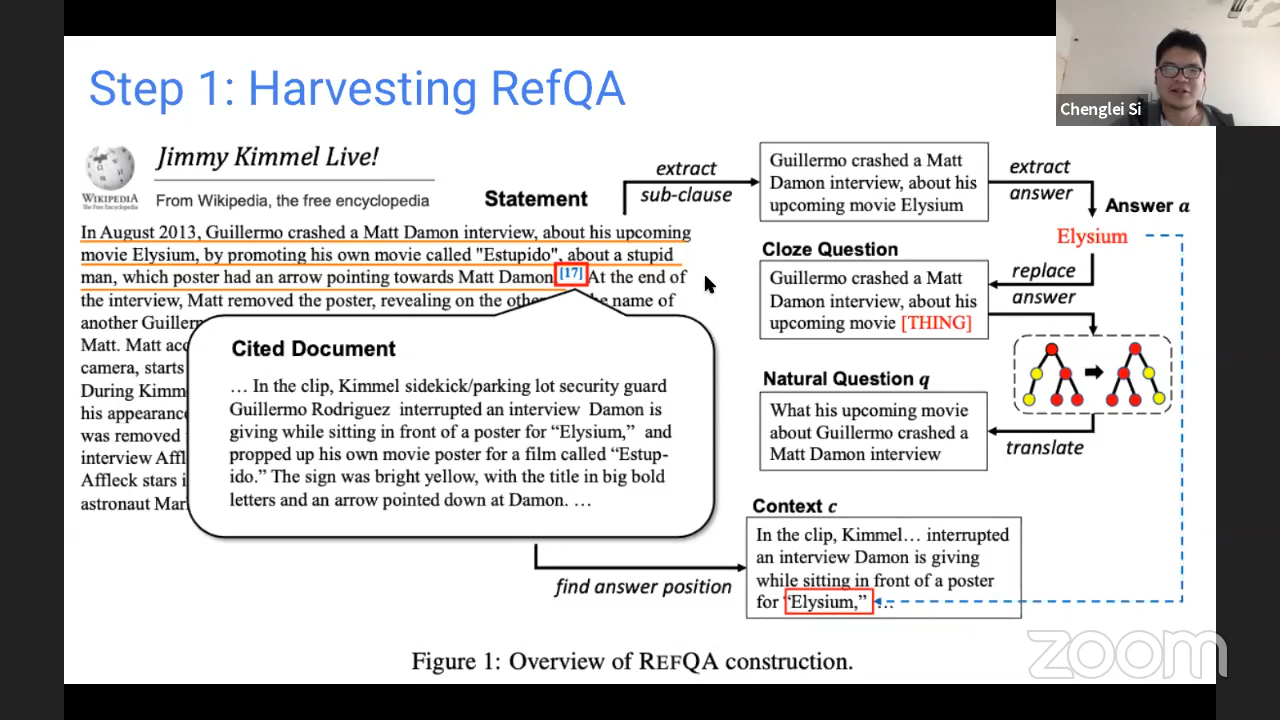 Chenglei Si
Step 1: Harvesting RefQA
WIKIPEDIA
The Free Encyclopedia
Jimmy Kimmel Live!
From Wikipedia, the free encyclopedia
Statement
In August 2013, Guillermo crashed a Matt Damon interview, about his upcoming
movie Elysium, by promoting his own movie called "Estupido", about a stupid
man, which poster had an arrow pointing towards Matt Damon.[17] At the end of
the interview, Matt removed the poster, revealing on the name of
another
Matt. Matt
camera, starts
During
his appearance
was removed
interview
Affleck stars
astronaut
Cited Document
… In the clip, Kimmel sidekick/parking lot security guard
Guillermo Rodriguez interrupted an interview Damon is
giving while sitting in front of a poster for “Elysium,” and
propped up his own movie poster for a film called “Estup-
ido.” The sign was bright yellow, with the title in big bold
letters and an arrow pointed down at Damon. …
extract
sub-clause
Guillermo crashed a Matt
Damon interview, about his
upcoming movie Elysium
extract
answer
Answer a
Elysium
Cloze Question
Guillermo crashed a Matt
Damon interview, about his
upcoming movie [THING]
replace
answer
Natural Question q
What his upcoming movie
about Guillermo crashed a
Matt Damon interview
translate
Context c
In the clip, Kimmel… interrupted
an interview Damon is giving
while sitting in front of a poster
for “Elysium,” …
find answer position
Figure 1: Overview of REFQA construction.
zoom